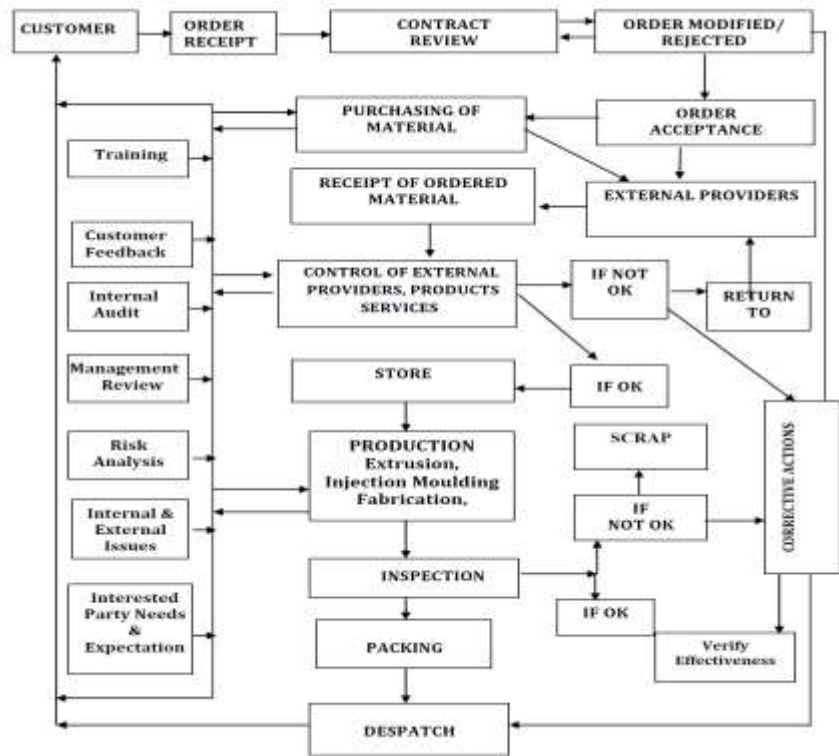 CUSTOMER
ORDER
RECEIPT
CONTRACT
REVIEW
ORDER MODIFIED/
REJECTED
PURCHASING OF
MATERIAL
ORDER
ACCEPTANCE
Training
RECEIPT OF ORDERED
MATERIAL
EXTERNAL PROVIDERS
Customer
Feedback
CONTROL OF EXTERNAL
PROVIDERS, PRODUCTS
SERVICES
IF NOT
OK
RETURN
TO
Internal
Audit
Management
Review
STORE
IF OK
Risk
Analysis
PRODUCTION
Extrusion,
Injection Moulding
Fabrication,
SCRAP
IF
NOT OK
CORRECTIVE ACTIONS
Internal &
External
Issues
INSPECTION
IF OK
Interested
Party Needs
&
Expectation
PACKING
Verify
Effectiveness
DESPATCH